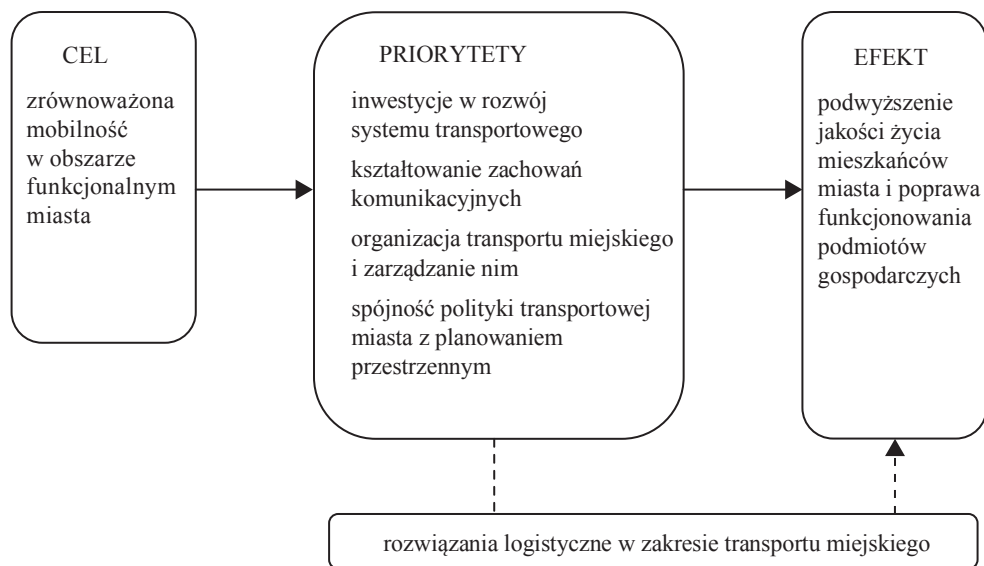 CEL
zrównoważona
mobilność
w obszarze
funkcjonalnym
miasta
PRIORYTETY
inwestycje w rozwój
systemu transportowego
kształtowanie zachowań
komunikacyjnych
organizacja transportu miejskiego
i zarządzanie nim
spójność polityki transportowej
miasta z planowaniem
przestrzennym
EFEKT
podwyższenie
jakości życia
mieszkańców
miasta i poprawa
funkcjonowania
podmiotów
gospodarczych
rozwiązania logistyczne w zakresie transportu miejskiego